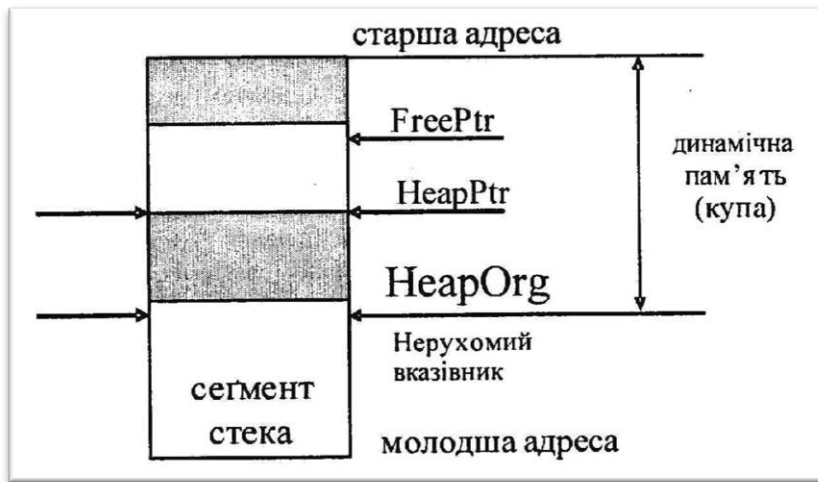 старша адреса
FreePtr
динамічна
пам’ять
(купа)
HeapPtr
HeapOrg
Нерухомий
вказівник
сеґмент
стека
молодша адреса